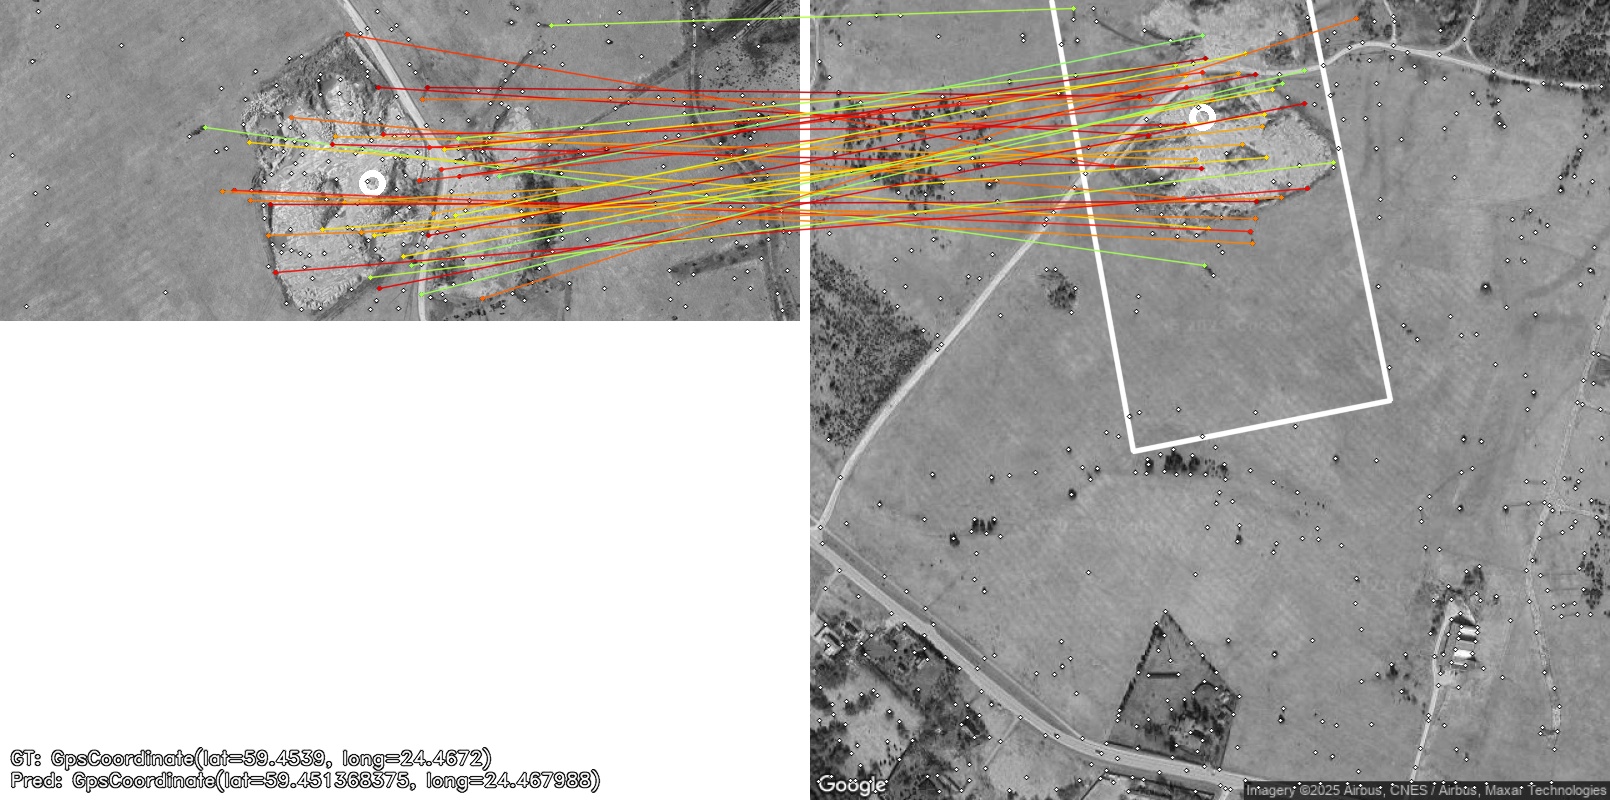 GT: GpsCoordinate(lat=59.4539, long=24.4672)
Pred: GpsCoordinate(lat=59.451368375, long=24.467988)
Google
Imagery ©2025 Airbus, CNES / Airbus, Maxar Technologies